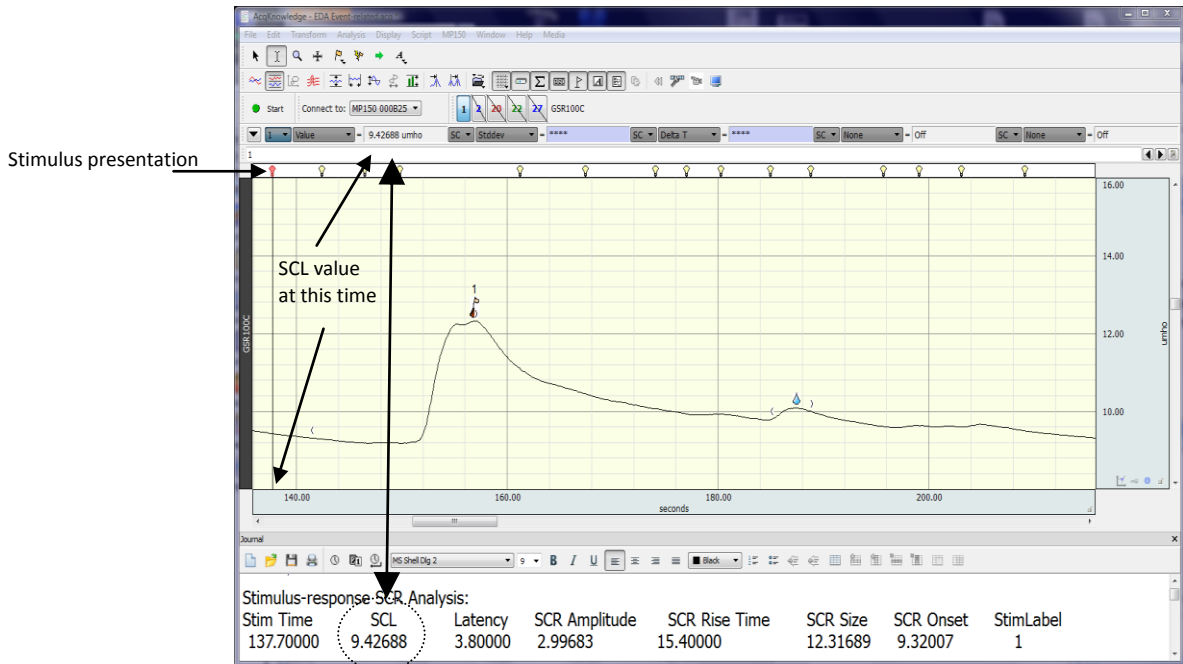 AcqKnowledge - EDA Event-related.acq
File Edit Transform Analysis Display Script MP150 Window Help Media
Start Connect to: MP150 000B25 1 2 20 22 27 GSR100C
1 Value = 9.42688 umho SC Stddev = **** SC Delta T = **** SC None = Off SC None = Off
1
Stimulus presentation
16.00
14.00
SCL value
at this time
1
12.00
GSR100C
umho
10.00
140.00 160.00 180.00 200.00
seconds
Journal
MS Shell Dlg 2 9 B I U Black
Stimulus-response SCR Analysis:
Stim Time SCL Latency SCR Amplitude SCR Rise Time SCR Size SCR Onset StimLabel
137.70000 9.42688 3.80000 2.99683 15.40000 12.31689 9.32007 1